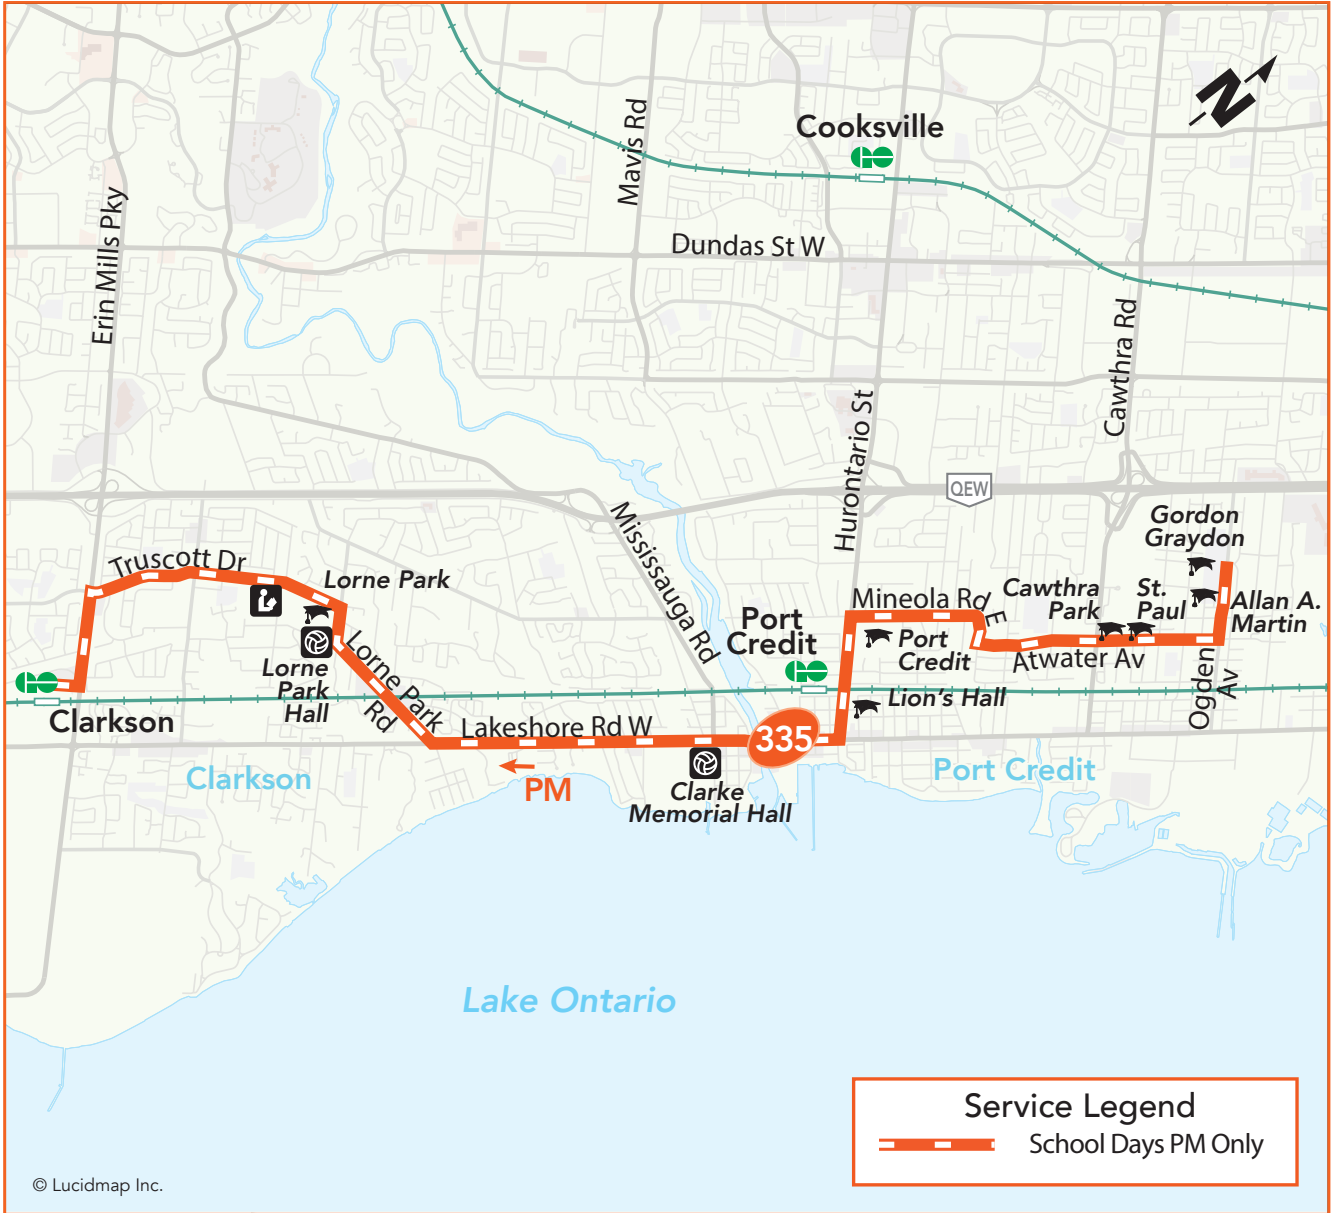 N
Cooksville
GO
Mavis Rd
Dundas St W
Erin Mills Pky
Cawthra Rd
Hurontario St
QEW
Mississauga Rd
Gordon
Graydon
Truscott Dr
Lorne Park
Cawthra
Park
St.
Paul
Allan A.
Martin
Mineola Rd E
Port
Credit
GO
Port
Credit
Atwater Av
Ogden
Av
Lion's Hall
Lorne
Park
Hall
Lorne Park
Rd
GO
Clarkson
Lakeshore Rd W
335
PM
Clarke
Memorial Hall
Clarkson
Port Credit
Lake Ontario
Service Legend
School Days PM Only
© Lucidmap Inc.